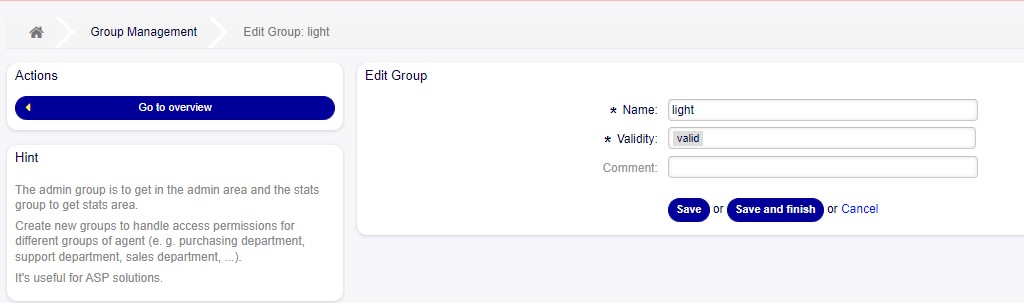 Group Management
Edit Group: light
Actions
Go to overview
Hint
The admin group is to get in the admin area and the stats
group to get stats area.
Create new groups to handle access permissions for
different groups of agent (e. g. purchasing department,
support department, sales department, ...).
It's useful for ASP solutions.
Edit Group
* Name: light
* Validity: valid
Comment:
Save or Save and finish or Cancel